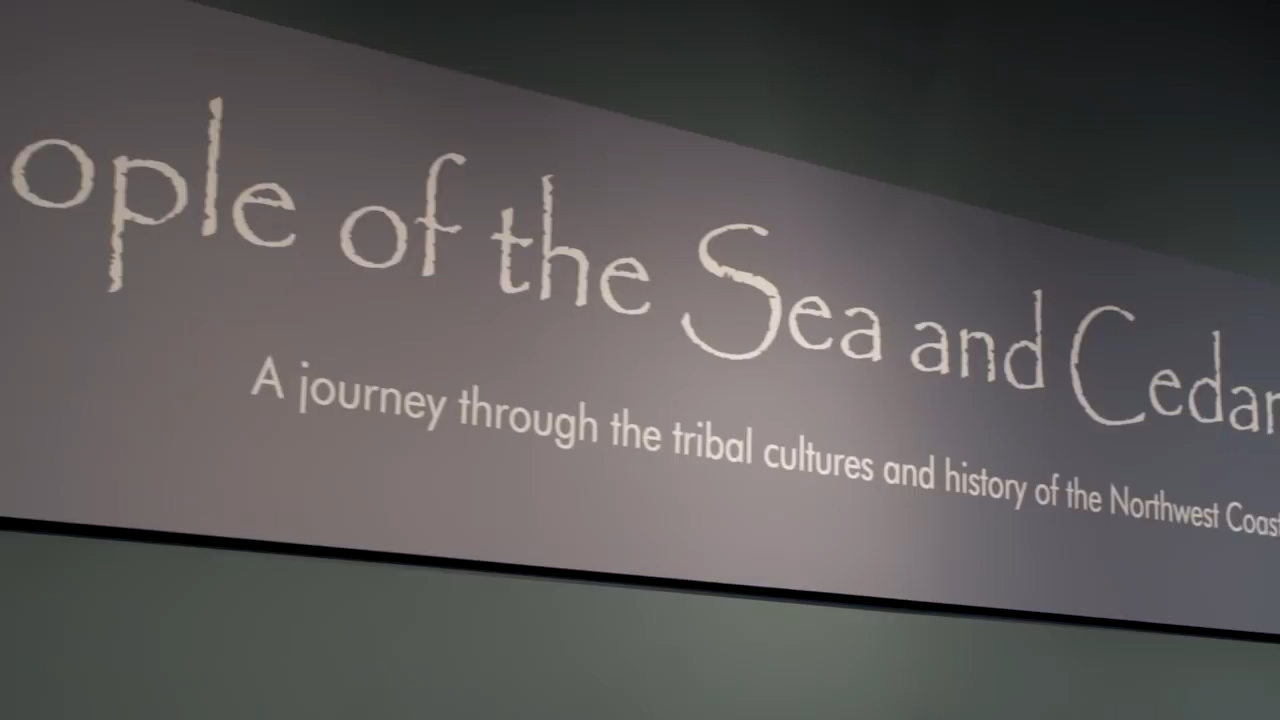 ople of the Sea and Cedar
A journey through the tribal cultures and history of the Northwest Coast